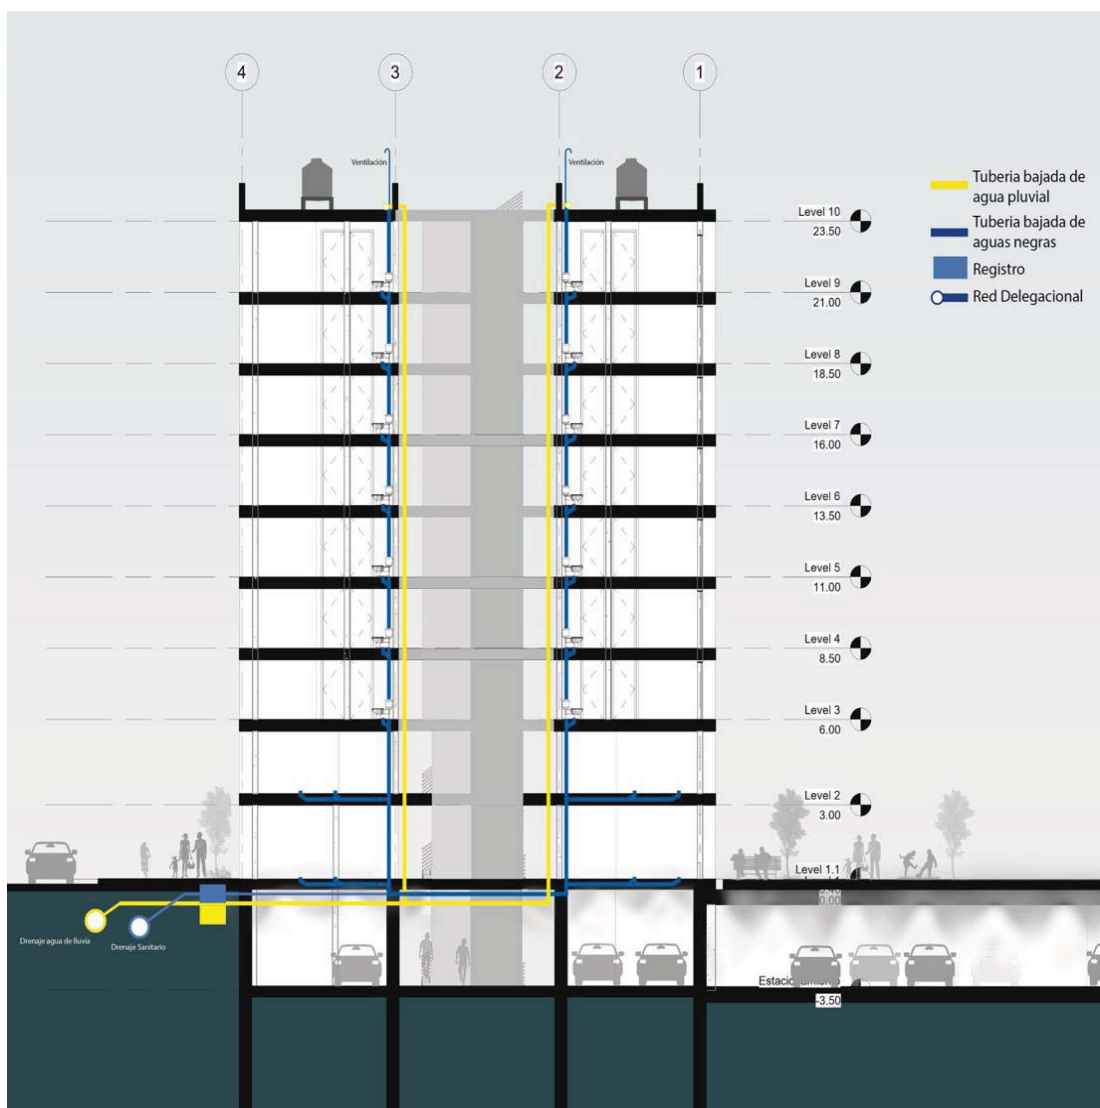 4
3
2
1
Ventilación
Ventilación
Tuberia bajada de
agua pluvial
Tuberia bajada de
aguas negras
Registro
Red Delegacional
Level 10
23.50
Level 9
21.00
Level 8
18.50
Level 7
16.00
Level 6
13.50
Level 5
11.00
Level 4
8.50
Level 3
6.00
Level 2
3.00
Level 1.1
0.00
Drenaje agua de lluvia
Drenaje Sanitario
-3.50